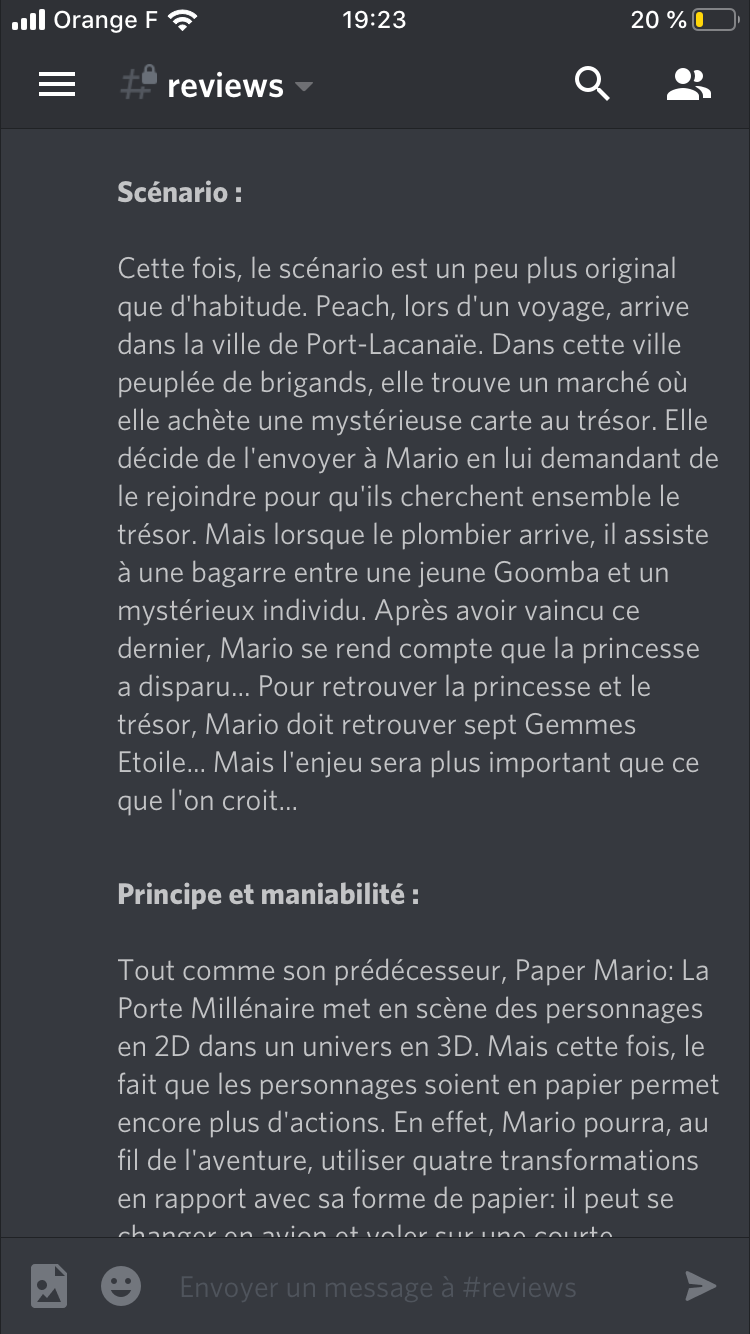 Orange F 19:23 20 %
# reviews
Scénario :
Cette fois, le scénario est un peu plus original
que d'habitude. Peach, lors d'un voyage, arrive
dans la ville de Port-Lacanaïe. Dans cette ville
peuplée de brigands, elle trouve un marché où
elle achète une mystérieuse carte au trésor. Elle
décide de l'envoyer à Mario en lui demandant de
le rejoindre pour qu'ils cherchent ensemble le
trésor. Mais lorsque le plombier arrive, il assiste
à une bagarre entre une jeune Goomba et un
mystérieux individu. Après avoir vaincu ce
dernier, Mario se rend compte que la princesse
a disparu... Pour retrouver la princesse et le
trésor, Mario doit retrouver sept Gemmes
Etoile... Mais l'enjeu sera plus important que ce
que l'on croit...
Principe et maniabilité :
Tout comme son prédécesseur, Paper Mario: La
Porte Millénaire met en scène des personnages
en 2D dans un univers en 3D. Mais cette fois, le
fait que les personnages soient en papier permet
encore plus d'actions. En effet, Mario pourra, au
fil de l'aventure, utiliser quatre transformations
en rapport avec sa forme de papier: il peut se
changer en avion et voler sur une courte
Envoyer un message à #reviews